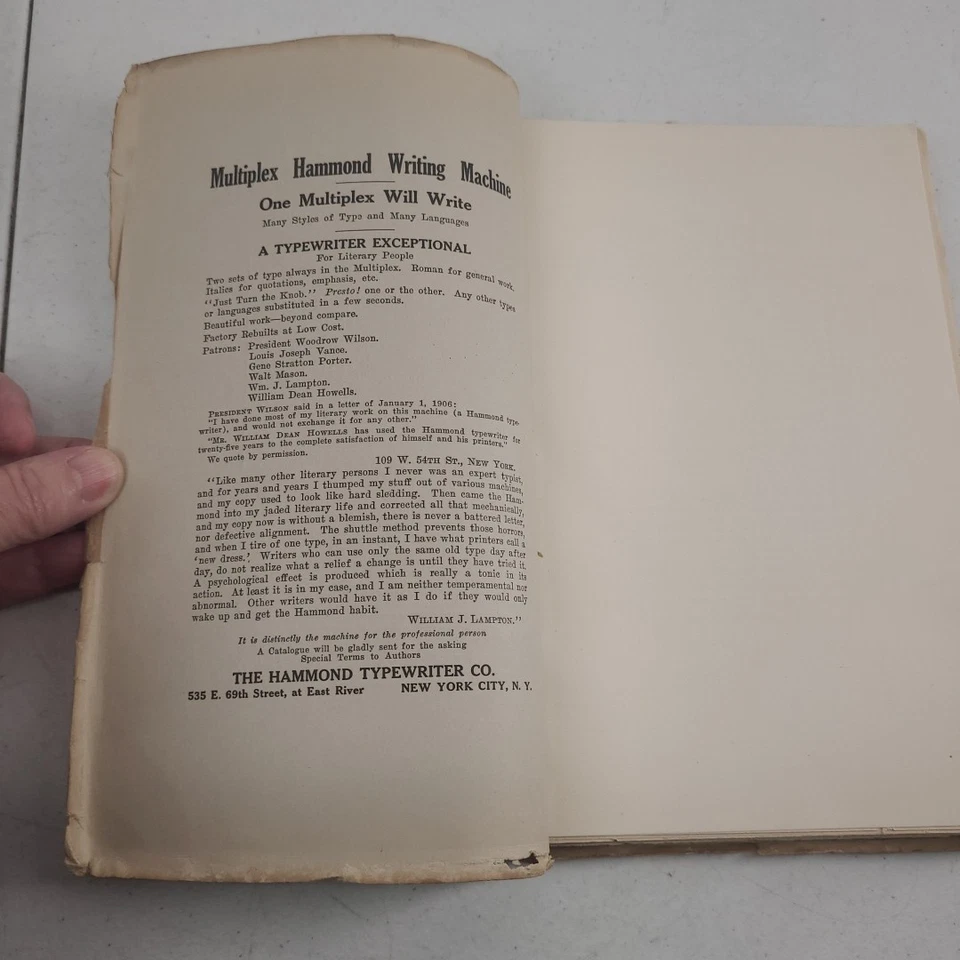 Multiplex Hammond Writing Machine
One Multiplex Will Write
Many Styles of Type and Many Languages
A TYPEWRITER EXCEPTIONAL
For Literary People
Two sets of type always in the Multiplex. Roman for general work.
Italics for quotations, emphasis, etc.
"Just Turn the Knob." Presto! one or the other. Any other types
or languages substituted in a few seconds.
Beautiful work—beyond compare.
Factory Rebuilts at Low Cost.
Patrons: President Woodrow Wilson.
Louis Joseph Vance.
Gene Stratton Porter.
Walt Mason.
Wm. J. Lampton.
William Dean Howells.
PRESIDENT WILSON said in a letter of January 1, 1906:
"I have done most of my literary work on this machine (a Hammond type-
writer), and would not exchange it for any other."
"MR. WILLIAM DEAN HOWELLS has used the Hammond typewriter for
twenty-five years to the complete satisfaction of himself and his printers."
We quote by permission.
109 W. 54TH ST., NEW YORK.
"Like many other literary persons I never was an expert typist,
and for years and years I thumped my stuff out of various machines,
and my copy used to look like hard sledding. Then came the Ham-
mond into my jaded literary life and corrected all that mechanically,
and my copy now is without a blemish, there is never a battered letter,
nor defective alignment. The shuttle method prevents those horrors,
and when I tire of one type, in an instant, I have what printers call a
'new dress.' Writers who can use only the same old type day after
day, do not realize what a relief a change is until they have tried it.
A psychological effect is produced which is really a tonic in its
action. At least it is in my case, and I am neither temperamental nor
abnormal. Other writers would have it as I do if they would only
wake up and get the Hammond habit.
WILLIAM J. LAMPTON."
It is distinctly the machine for the professional person
A Catalogue will be gladly sent for the asking
Special Terms to Authors
THE HAMMOND TYPEWRITER CO.
535 E. 69th Street, at East River NEW YORK CITY, N. Y.